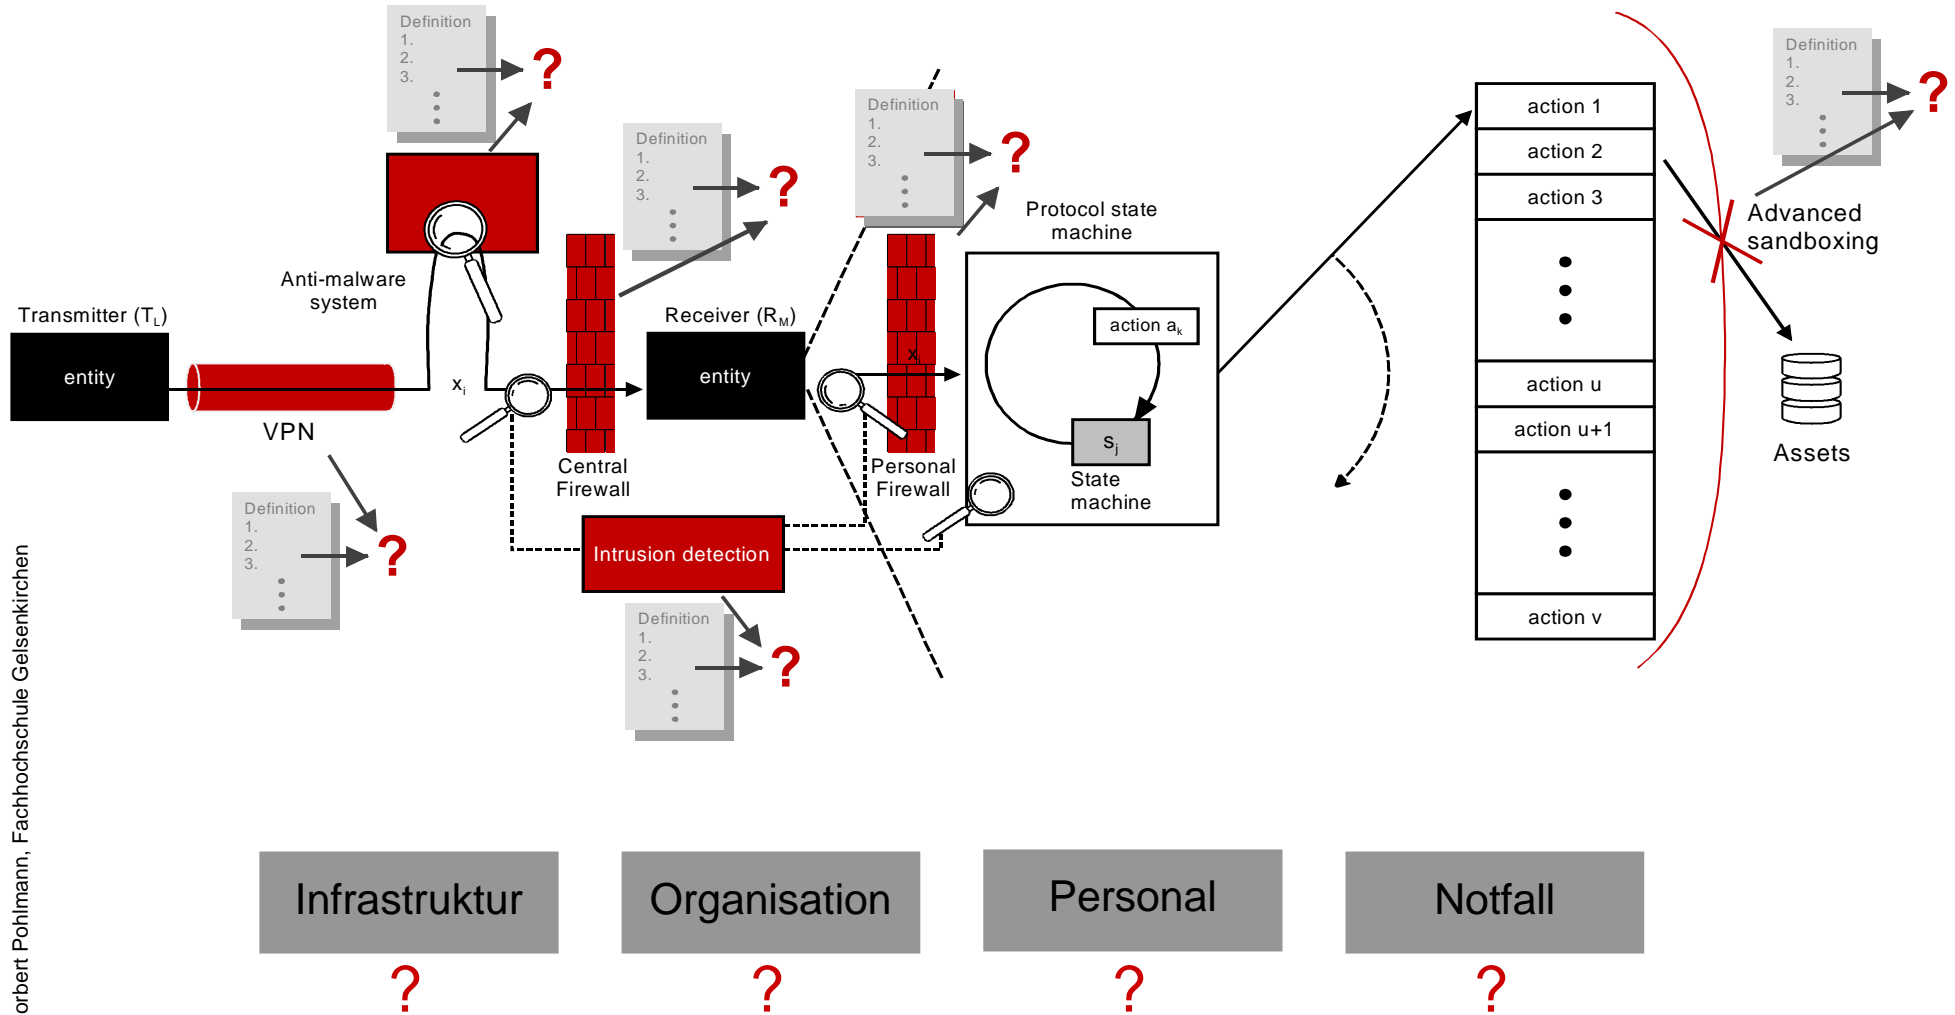 Definition
1.
2.
3.
?
Definition
1.
2.
3.
?
Definition
1.
2.
3.
?
Definition
1.
2.
3.
?
Anti-malware
system
Transmitter (TL)
entity
VPN
xi
Central
Firewall
Receiver (RM)
entity
xi
Personal
Firewall
Protocol state
machine
action ak
sj
State
machine
action 1
action 2
action 3
action u
action u+1
action v
Advanced
sandboxing
Assets
Definition
1.
2.
3.
?
Intrusion detection
Definition
1.
2.
3.
?
Infrastruktur
Organisation
Personal
Notfall
?
?
?
?
orbert Pohlmann, Fachhochschule Gelsenkirchen